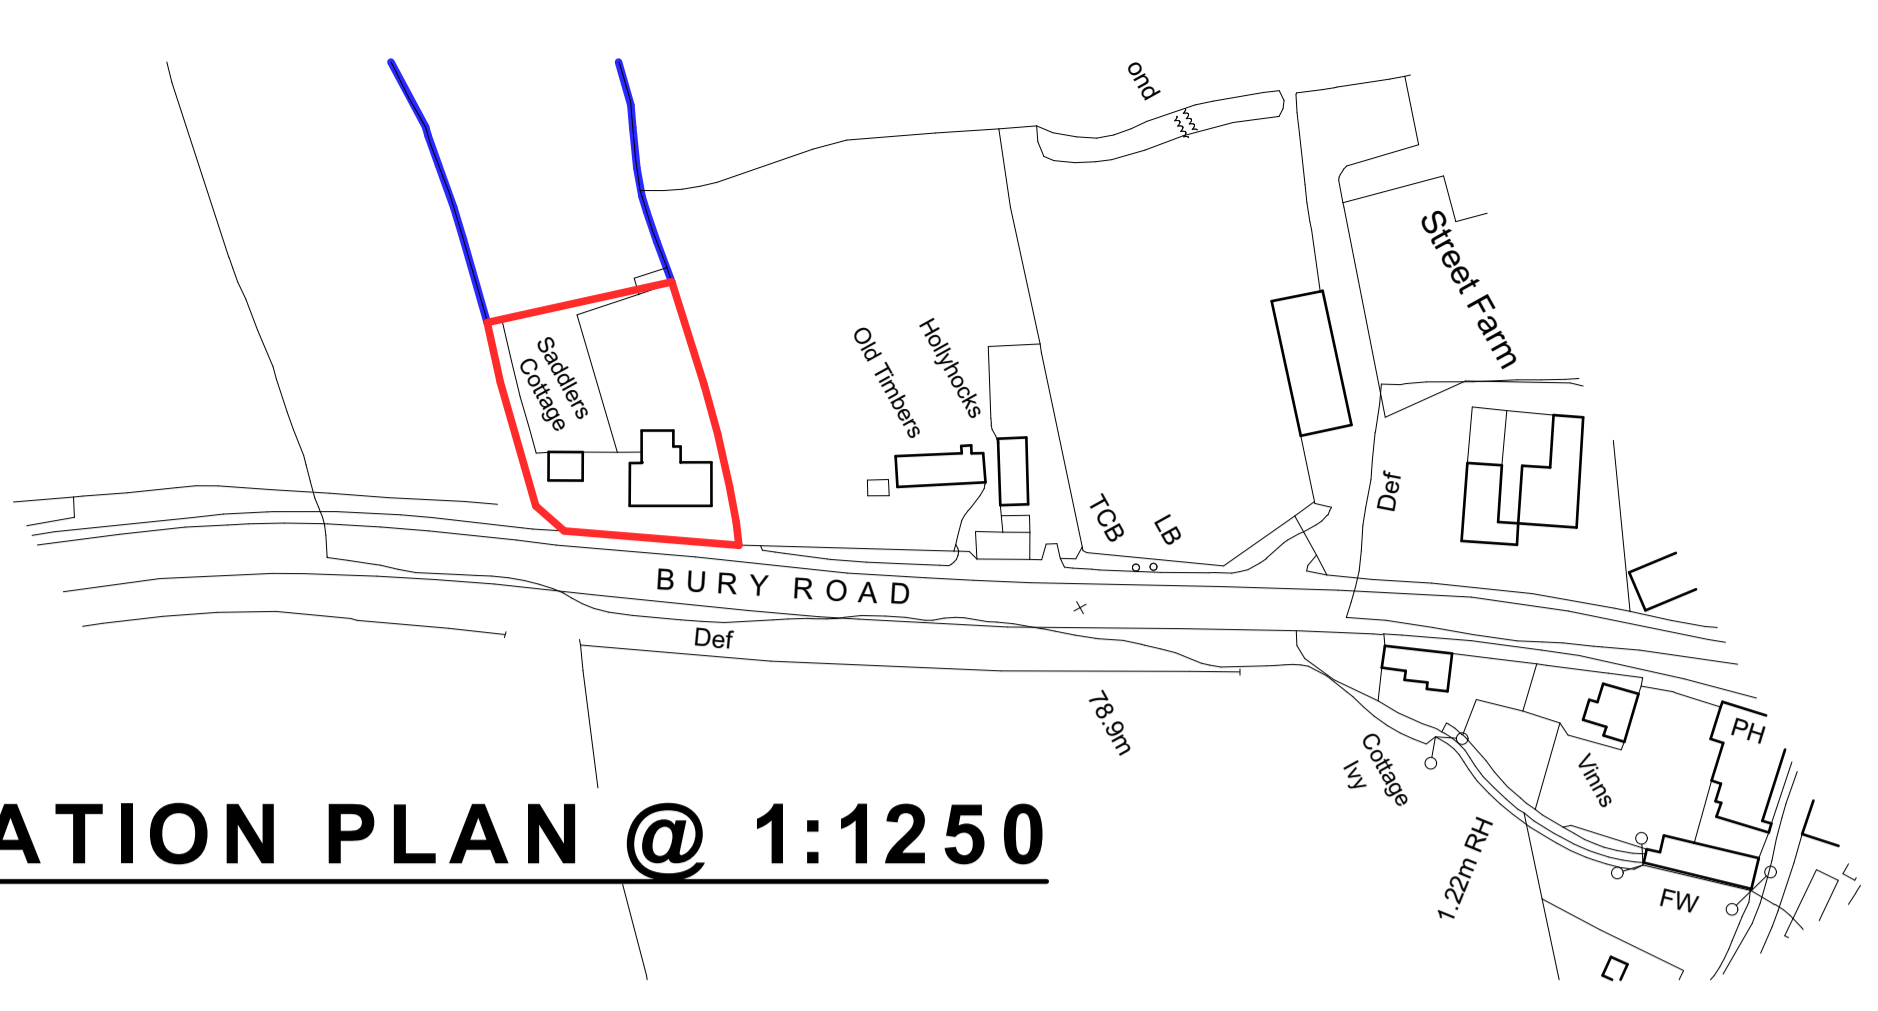 ond
Street Farm
Saddlers
Cottage
Old Timbers
Hollyhocks
TCB
LB
Def
BURY ROAD
Def
78.9m
Cottage
Ivy
Vinns
PH
1.22m RH
FW
ATION PLAN @ 1:1250